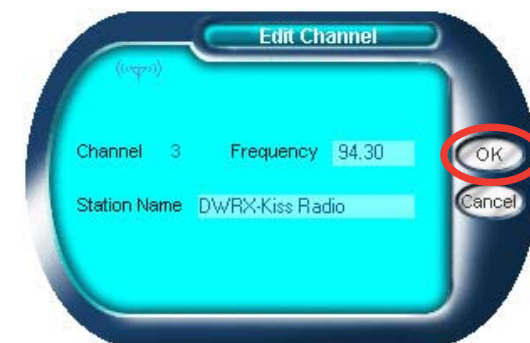 Edit Channel
Channel 3 Frequency 94.30 OK
Station Name DWRX-Kiss Radio Cancel